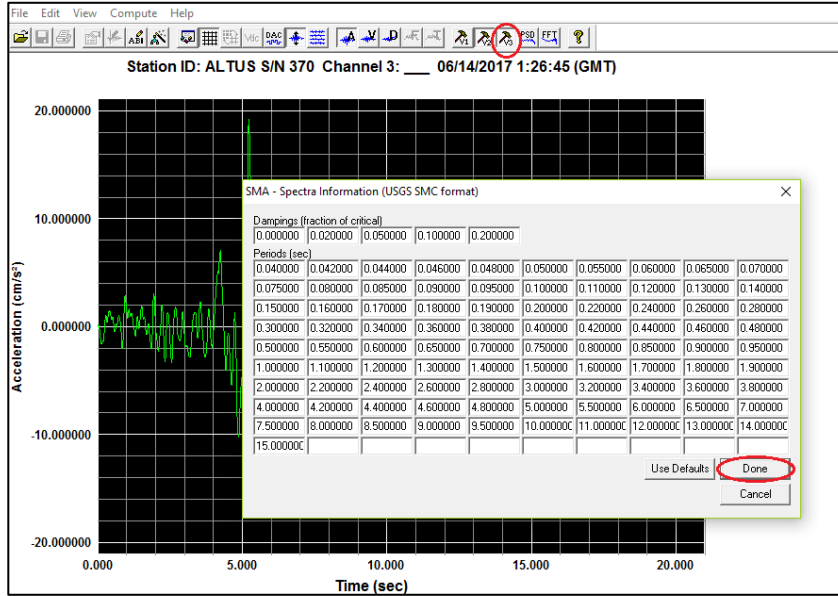 File Edit View Compute Help
ABI Vdc DAC A V D F I V1 V2 V3 PSD FFT ?
Station ID: ALTUS S/N 370 Channel 3: ___ 06/14/2017 1:26:45 (GMT)
20.000000
10.000000
0.000000
-10.000000
-20.000000
Acceleration (cm/s²)
0.000 5.000 10.000 15.000 20.000
Time (sec)
SMA - Spectra Information (USGS SMC format)
Dampings (fraction of critical)
0.000000 0.020000 0.050000 0.100000 0.200000
Periods (sec)
0.040000 0.042000 0.044000 0.046000 0.048000 0.050000 0.055000 0.060000 0.065000 0.070000
0.075000 0.080000 0.085000 0.090000 0.095000 0.100000 0.110000 0.120000 0.130000 0.140000
0.150000 0.160000 0.170000 0.180000 0.190000 0.200000 0.220000 0.240000 0.260000 0.280000
0.300000 0.320000 0.340000 0.360000 0.380000 0.400000 0.420000 0.440000 0.460000 0.480000
0.500000 0.550000 0.600000 0.650000 0.700000 0.750000 0.800000 0.850000 0.900000 0.950000
1.000000 1.100000 1.200000 1.300000 1.400000 1.500000 1.600000 1.700000 1.800000 1.900000
2.000000 2.200000 2.400000 2.600000 2.800000 3.000000 3.200000 3.400000 3.600000 3.800000
4.000000 4.200000 4.400000 4.600000 4.800000 5.000000 5.500000 6.000000 6.500000 7.000000
7.500000 8.000000 8.500000 9.000000 9.500000 10.000000 11.000000 12.000000 13.000000 14.000000
15.000000
Use Defaults Done
Cancel